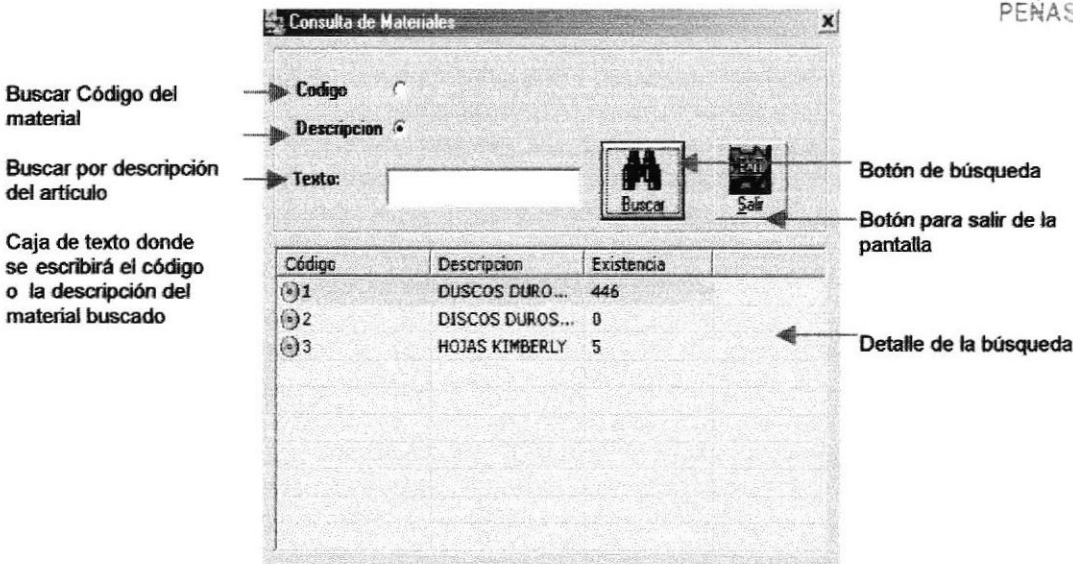 PEÑAS
Consulta de Materiales
x
Buscar Código del
material
Buscar por descripción
del artículo
Caja de texto donde
se escribirá el código
o la descripción del
material buscado
Codigo
Descripcion
Texto:
Buscar
EXIT
Salir
Botón de búsqueda
Botón para salir de la
pantalla
Código Descripcion Existencia
1 DUSCOS DURO... 446
2 DISCOS DUROS... 0
3 HOJAS KIMBERLY 5
Detalle de la búsqueda